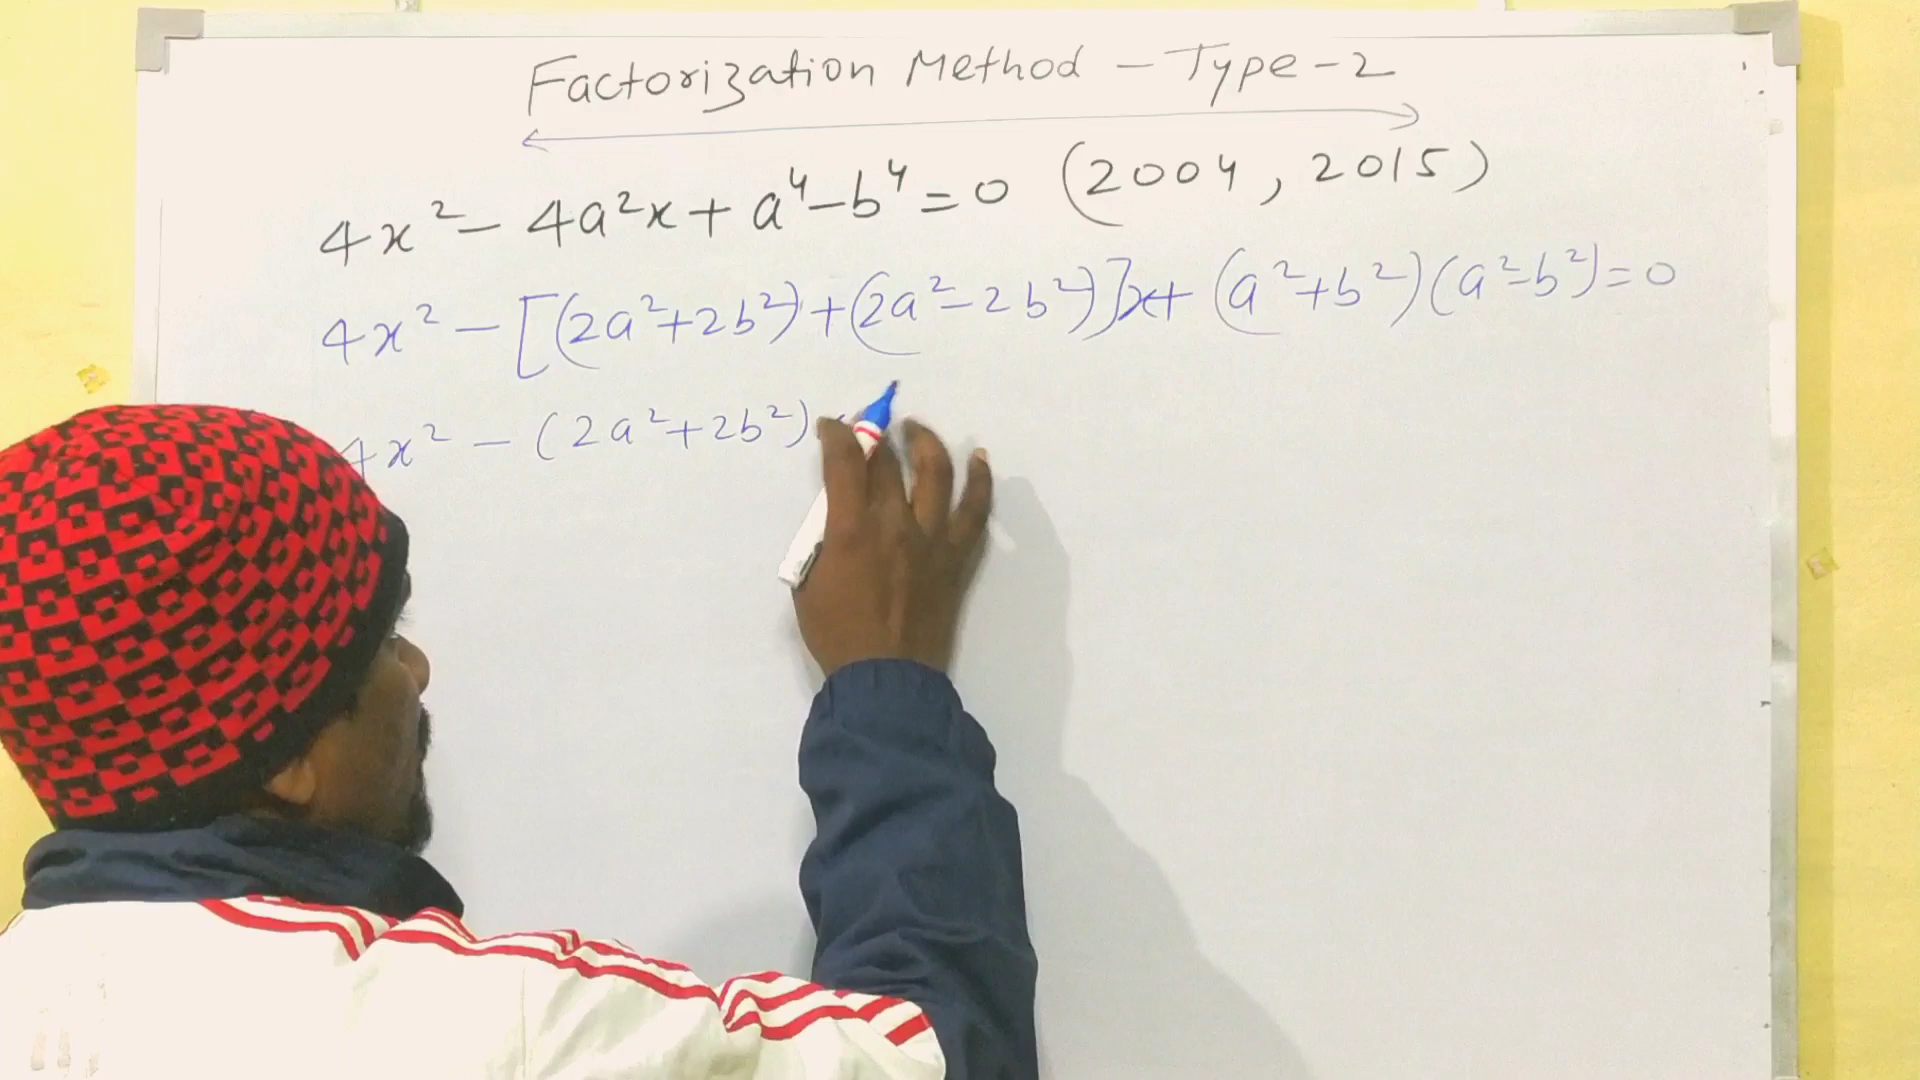 Factorization Method - Type-2
4x² - 4a²x + a⁴ - b⁴ = 0 (2004, 2015)
4x² - [(2a²+2b²)+(2a²-2b²)]x + (a²+b²)(a²-b²) = 0
4x² - (2a²+2b²)